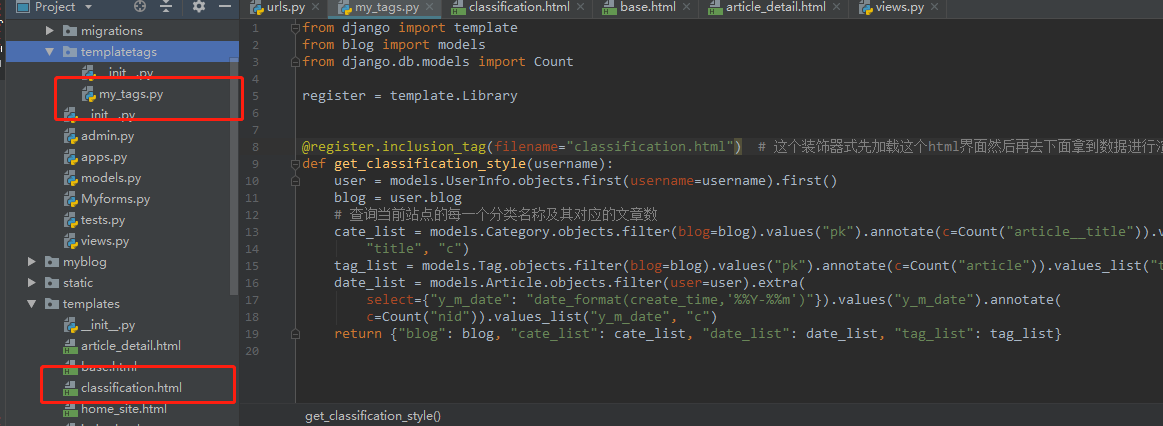 Project
urls.py
my_tags.py
classification.html
base.html
article_detail.html
views.py
migrations
templatetags
__init__.py
my_tags.py
__init__.py
admin.py
apps.py
models.py
Myforms.py
tests.py
views.py
myblog
static
templates
__init__.py
article_detail.html
base.html
classification.html
home_site.html
1 from django import template
2 from blog import models
3 from django.db.models import Count
4
5 register = template.Library
6
7
8 @register.inclusion_tag(filename="classification.html") # 这个装饰器式先加载这个html界面然后再去下面拿到数据进行
9 def get_classification_style(username):
10 user = models.UserInfo.objects.first(username=username).first()
11 blog = user.blog
12 # 查询当前站点的每一个分类名称及其对应的文章数
13 cate_list = models.Category.objects.filter(blog=blog).values("pk").annotate(c=Count("article__title")).v
14 "title", "c")
15 tag_list = models.Tag.objects.filter(blog=blog).values("pk").annotate(c=Count("article")).values_list("t
16 date_list = models.Article.objects.filter(user=user).extra(
17 select={"y_m_date": "date_format(create_time,'%%Y-%%m')"}).values("y_m_date").annotate(
18 c=Count("nid")).values_list("y_m_date", "c")
19 return {"blog": blog, "cate_list": cate_list, "date_list": date_list, "tag_list": tag_list}
20
get_classification_style()